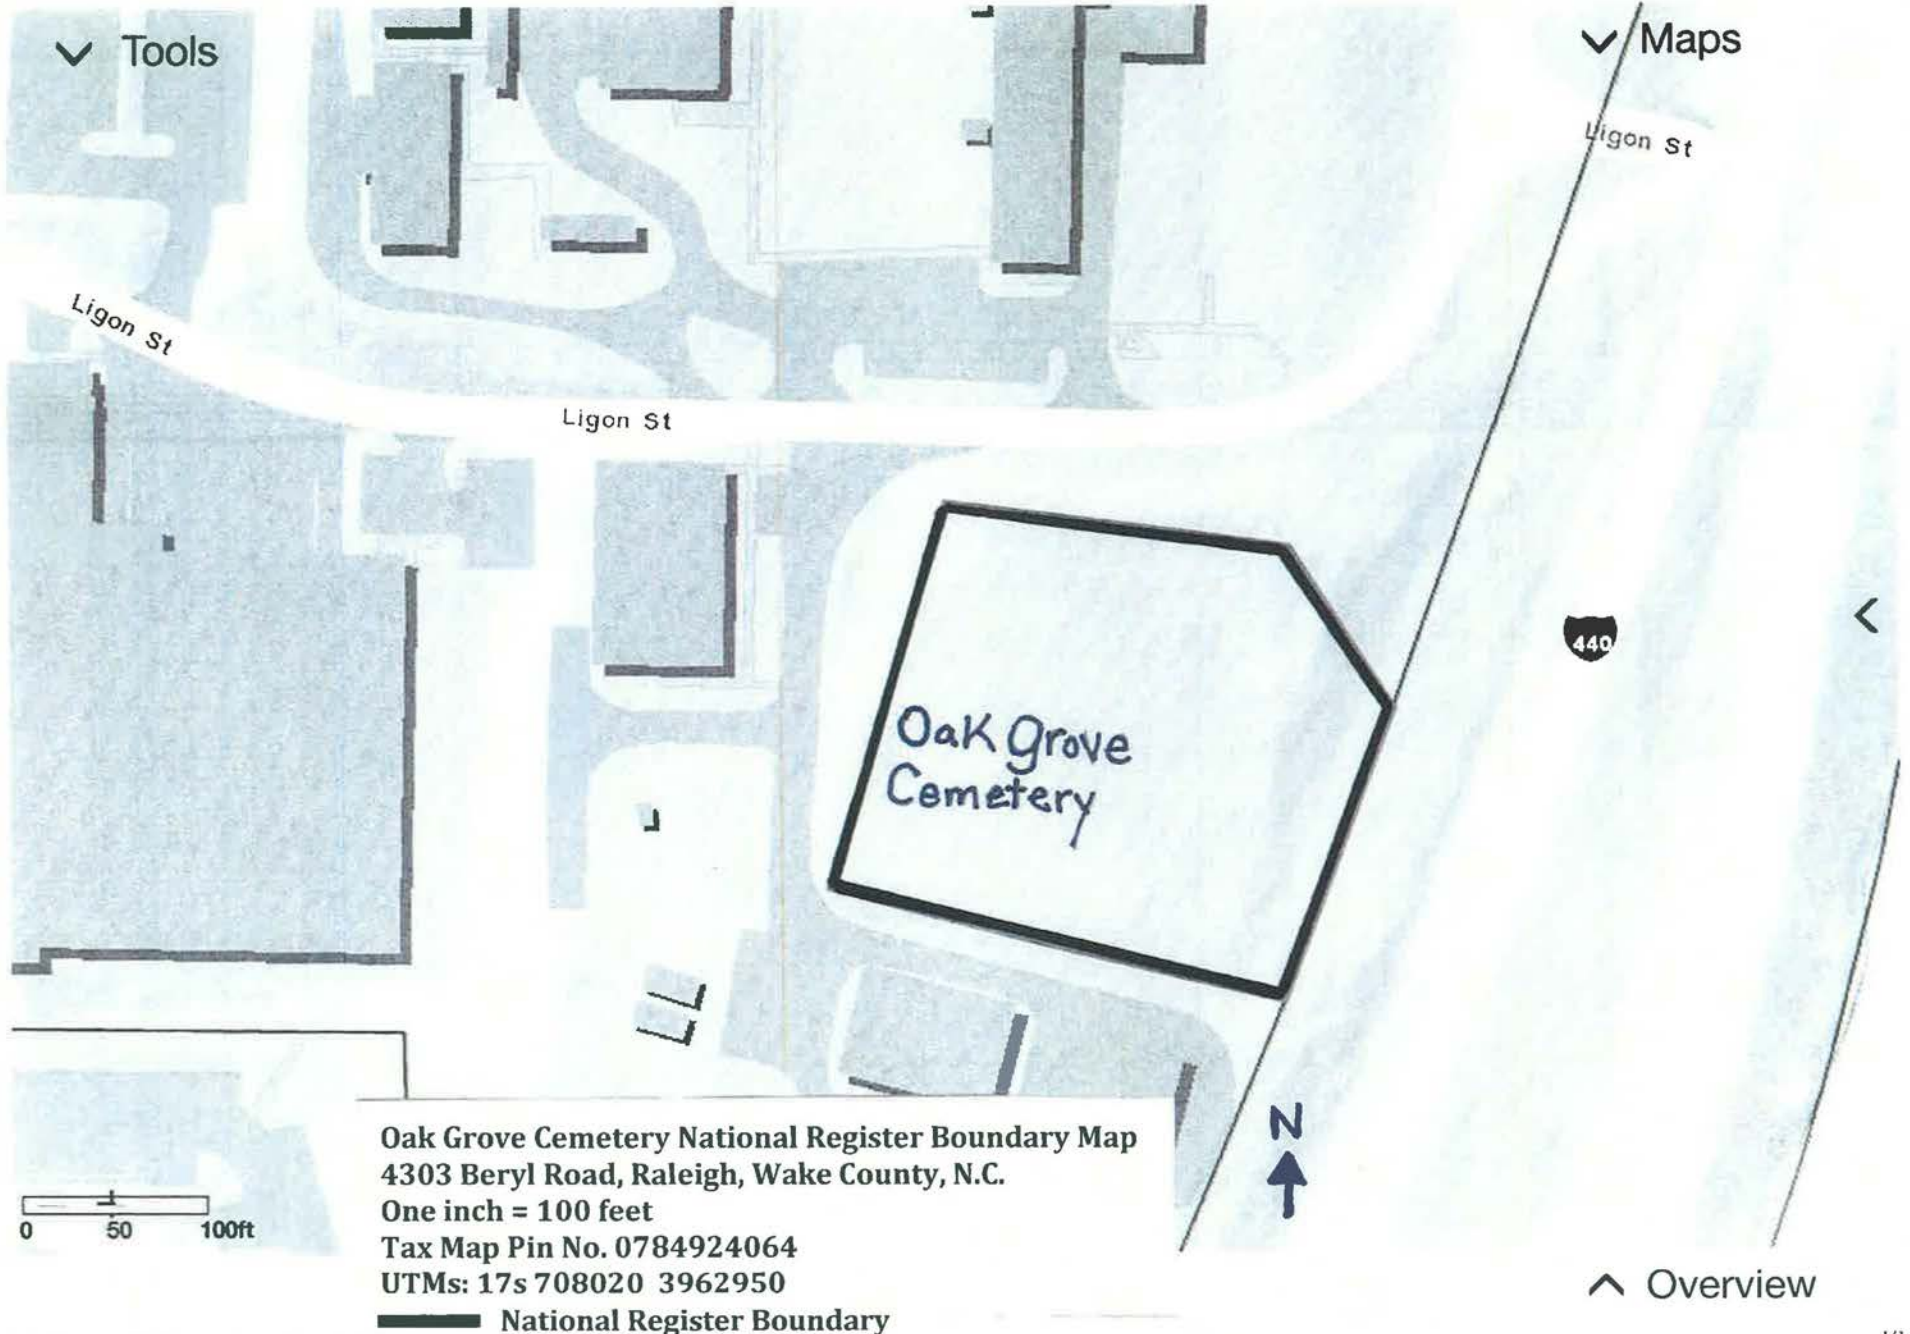 Tools
Maps
Ligon St
Ligon St
Ligon St
440
Oak Grove
Cemetery
N
Oak Grove Cemetery National Register Boundary Map
4303 Beryl Road, Raleigh, Wake County, N.C.
One inch = 100 feet
Tax Map Pin No. 0784924064
UTMs: 17s 708020 3962950
National Register Boundary
0 50 100ft
Overview